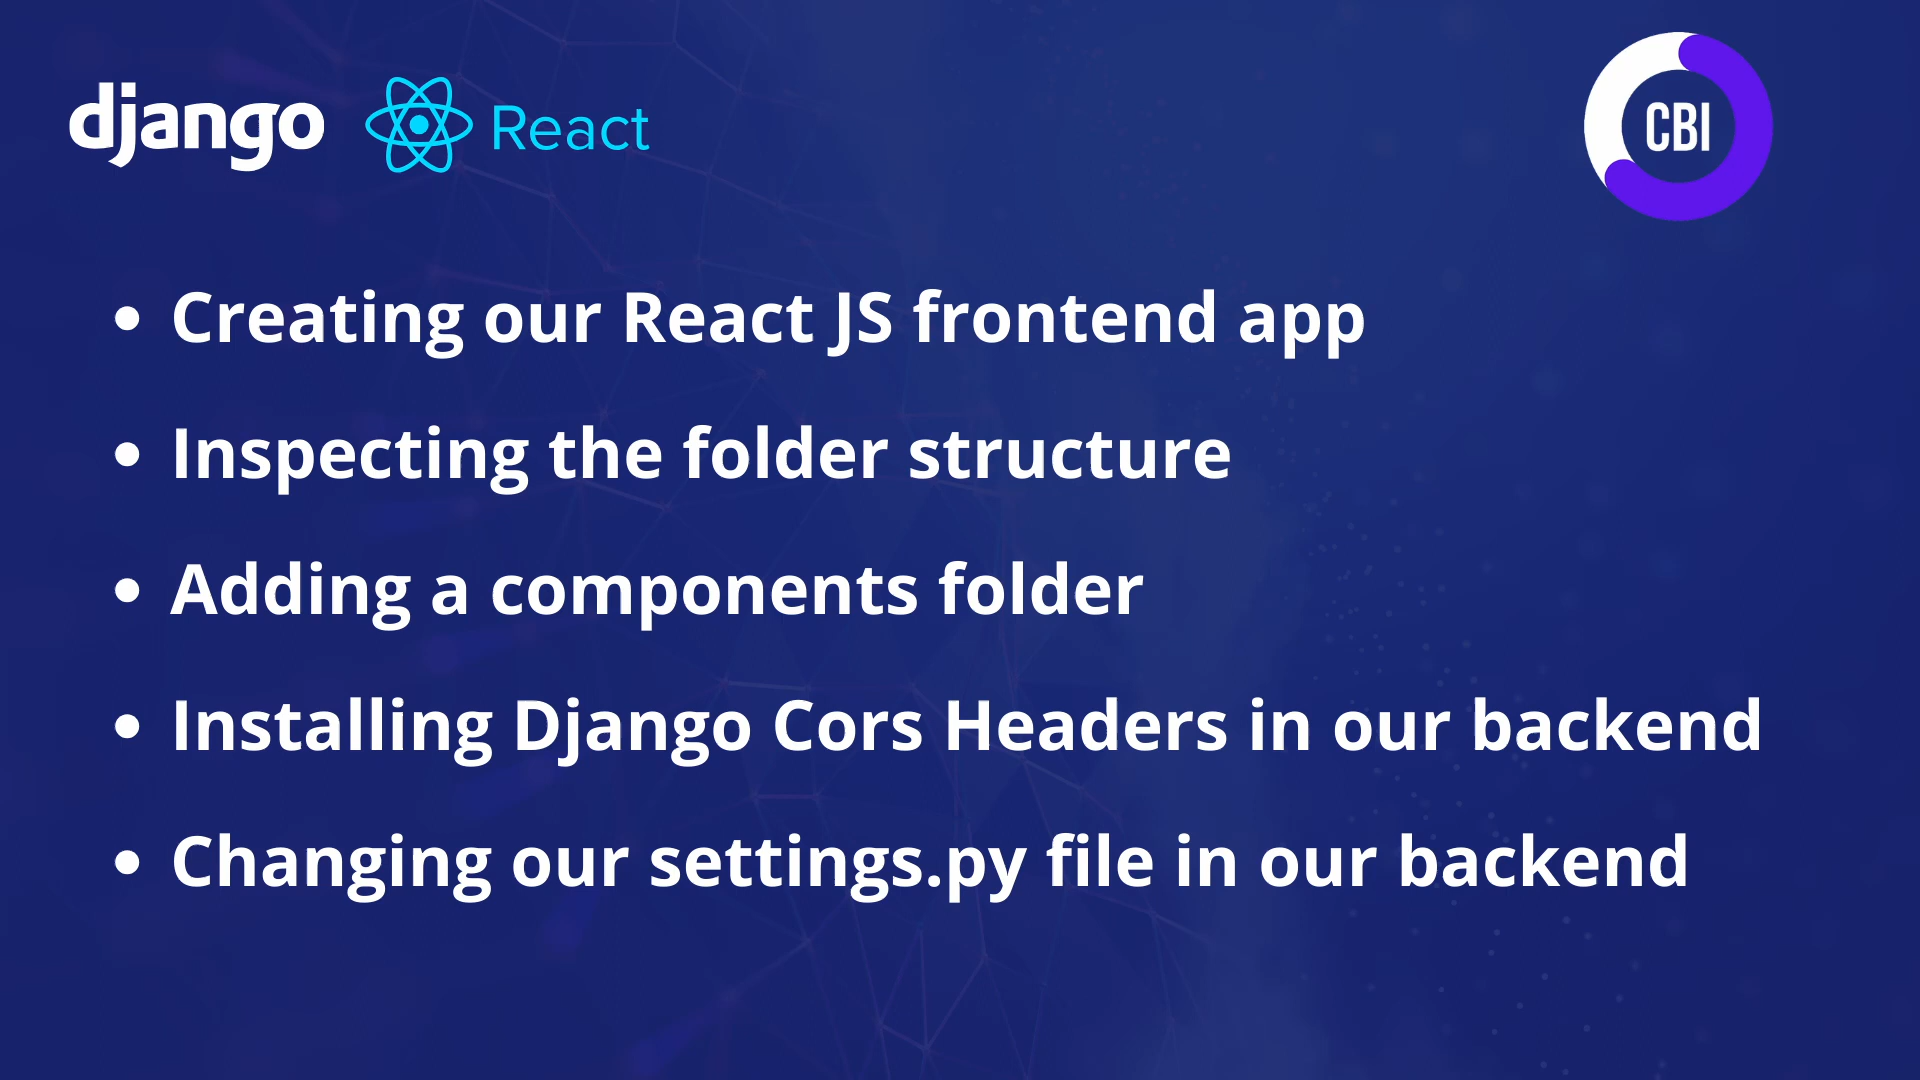 django React
CBI
• Creating our React JS frontend app
• Inspecting the folder structure
• Adding a components folder
• Installing Django Cors Headers in our backend
• Changing our settings.py file in our backend